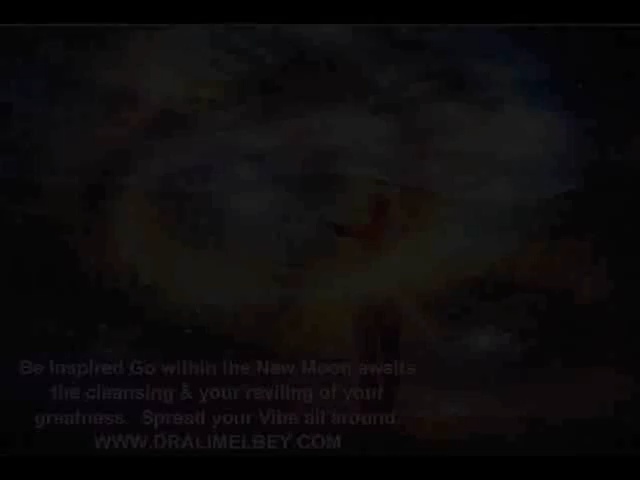 Be Inspired Go within the New Moon awaits
the cleansing & your reviling of your
greatness. Spread your Vibe all around.
WWW.DRALIMELBEY.COM